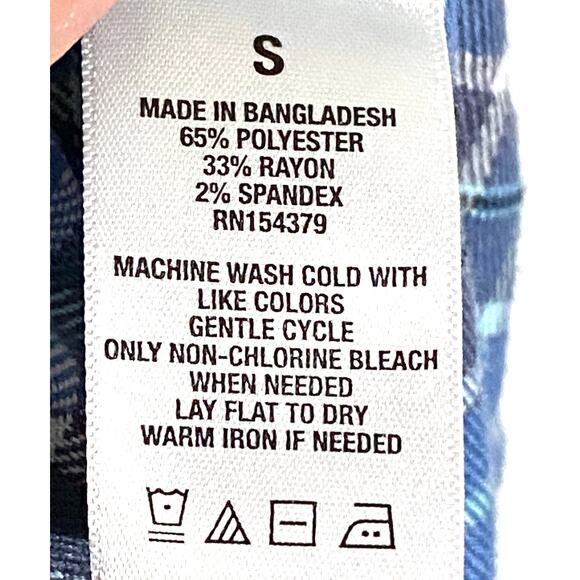 S
MADE IN BANGLADESH
65% POLYESTER
33% RAYON
2% SPANDEX
RN154379
MACHINE WASH COLD WITH
LIKE COLORS
GENTLE CYCLE
ONLY NON-CHLORINE BLEACH
WHEN NEEDED
LAY FLAT TO DRY
WARM IRON IF NEEDED